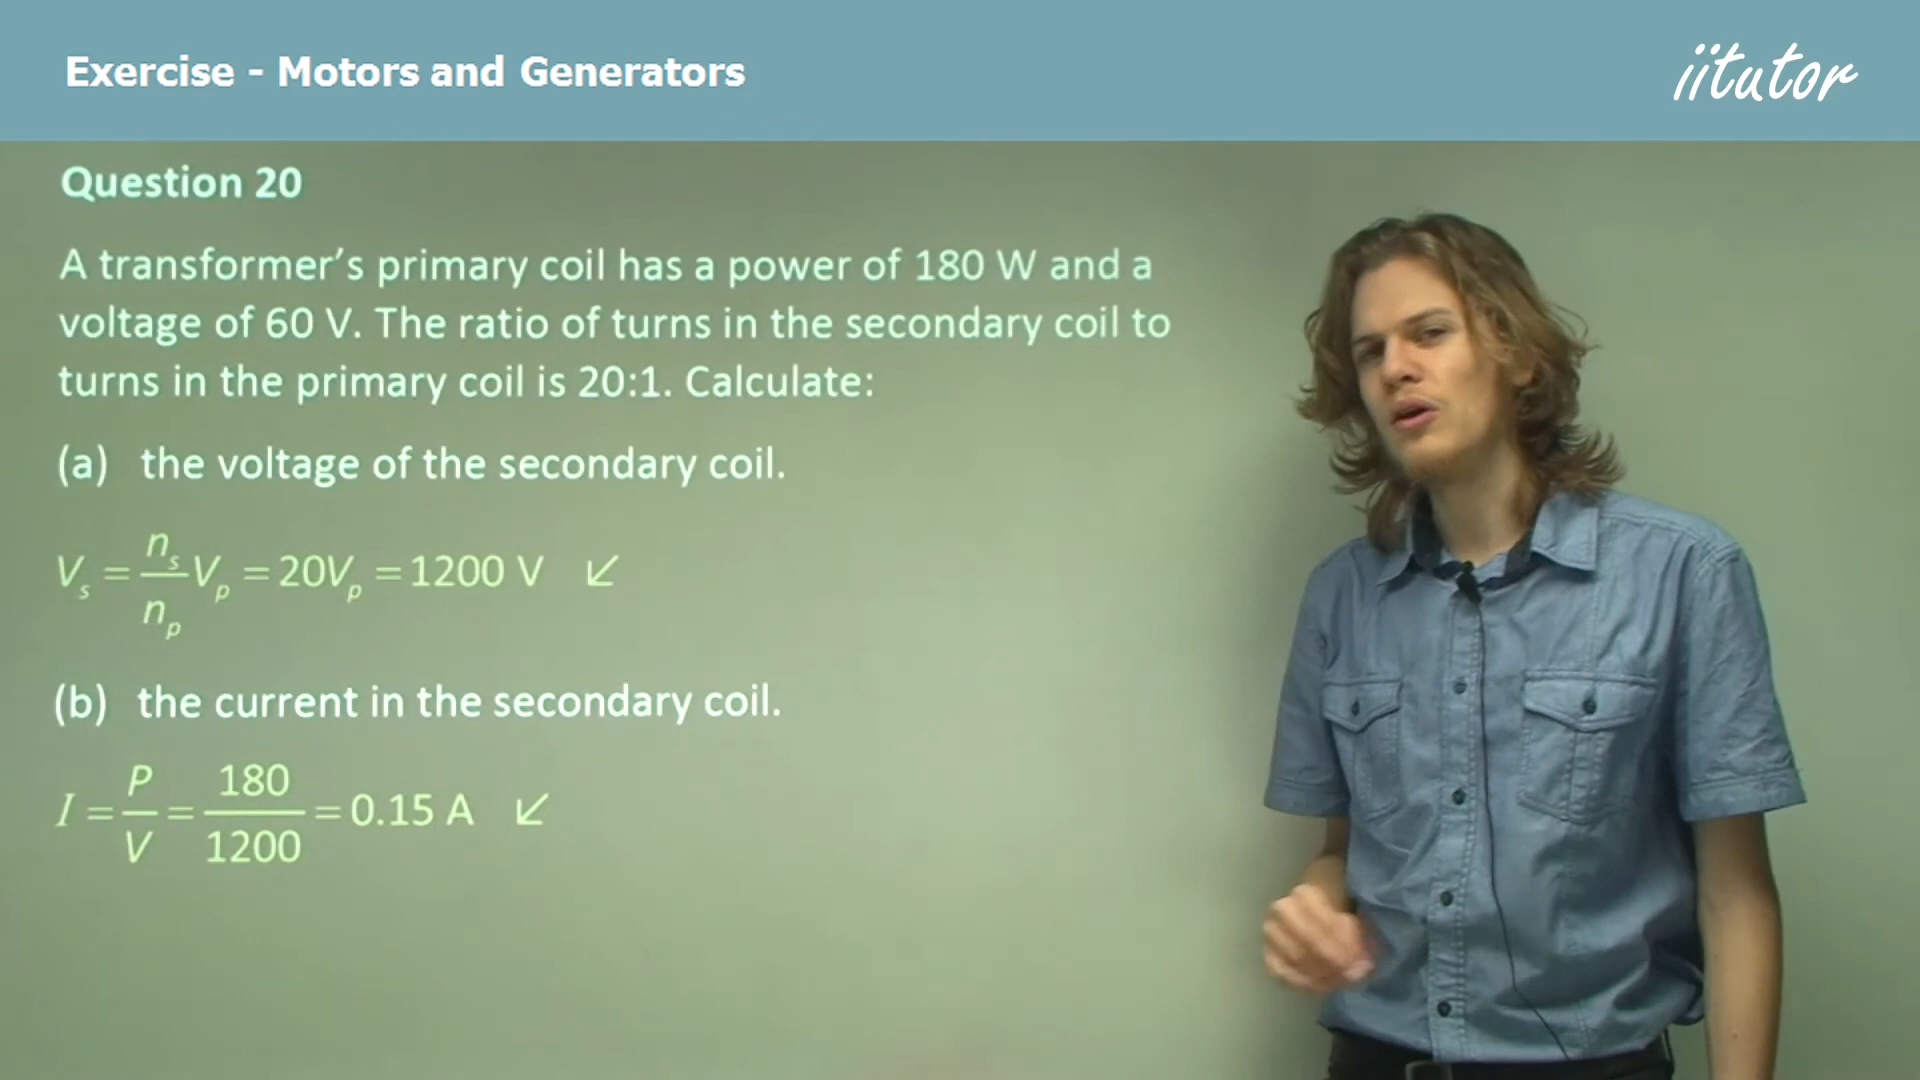 Exercise - Motors and Generators
iitutor
Question 20
A transformer’s primary coil has a power of 180 W and a
voltage of 60 V. The ratio of turns in the secondary coil to
turns in the primary coil is 20:1. Calculate:
(a) the voltage of the secondary coil.
V_s = n_s/n_p V_p = 20V_p = 1200 V ↙
(b) the current in the secondary coil.
I = P/V = 180/1200 = 0.15 A ↙